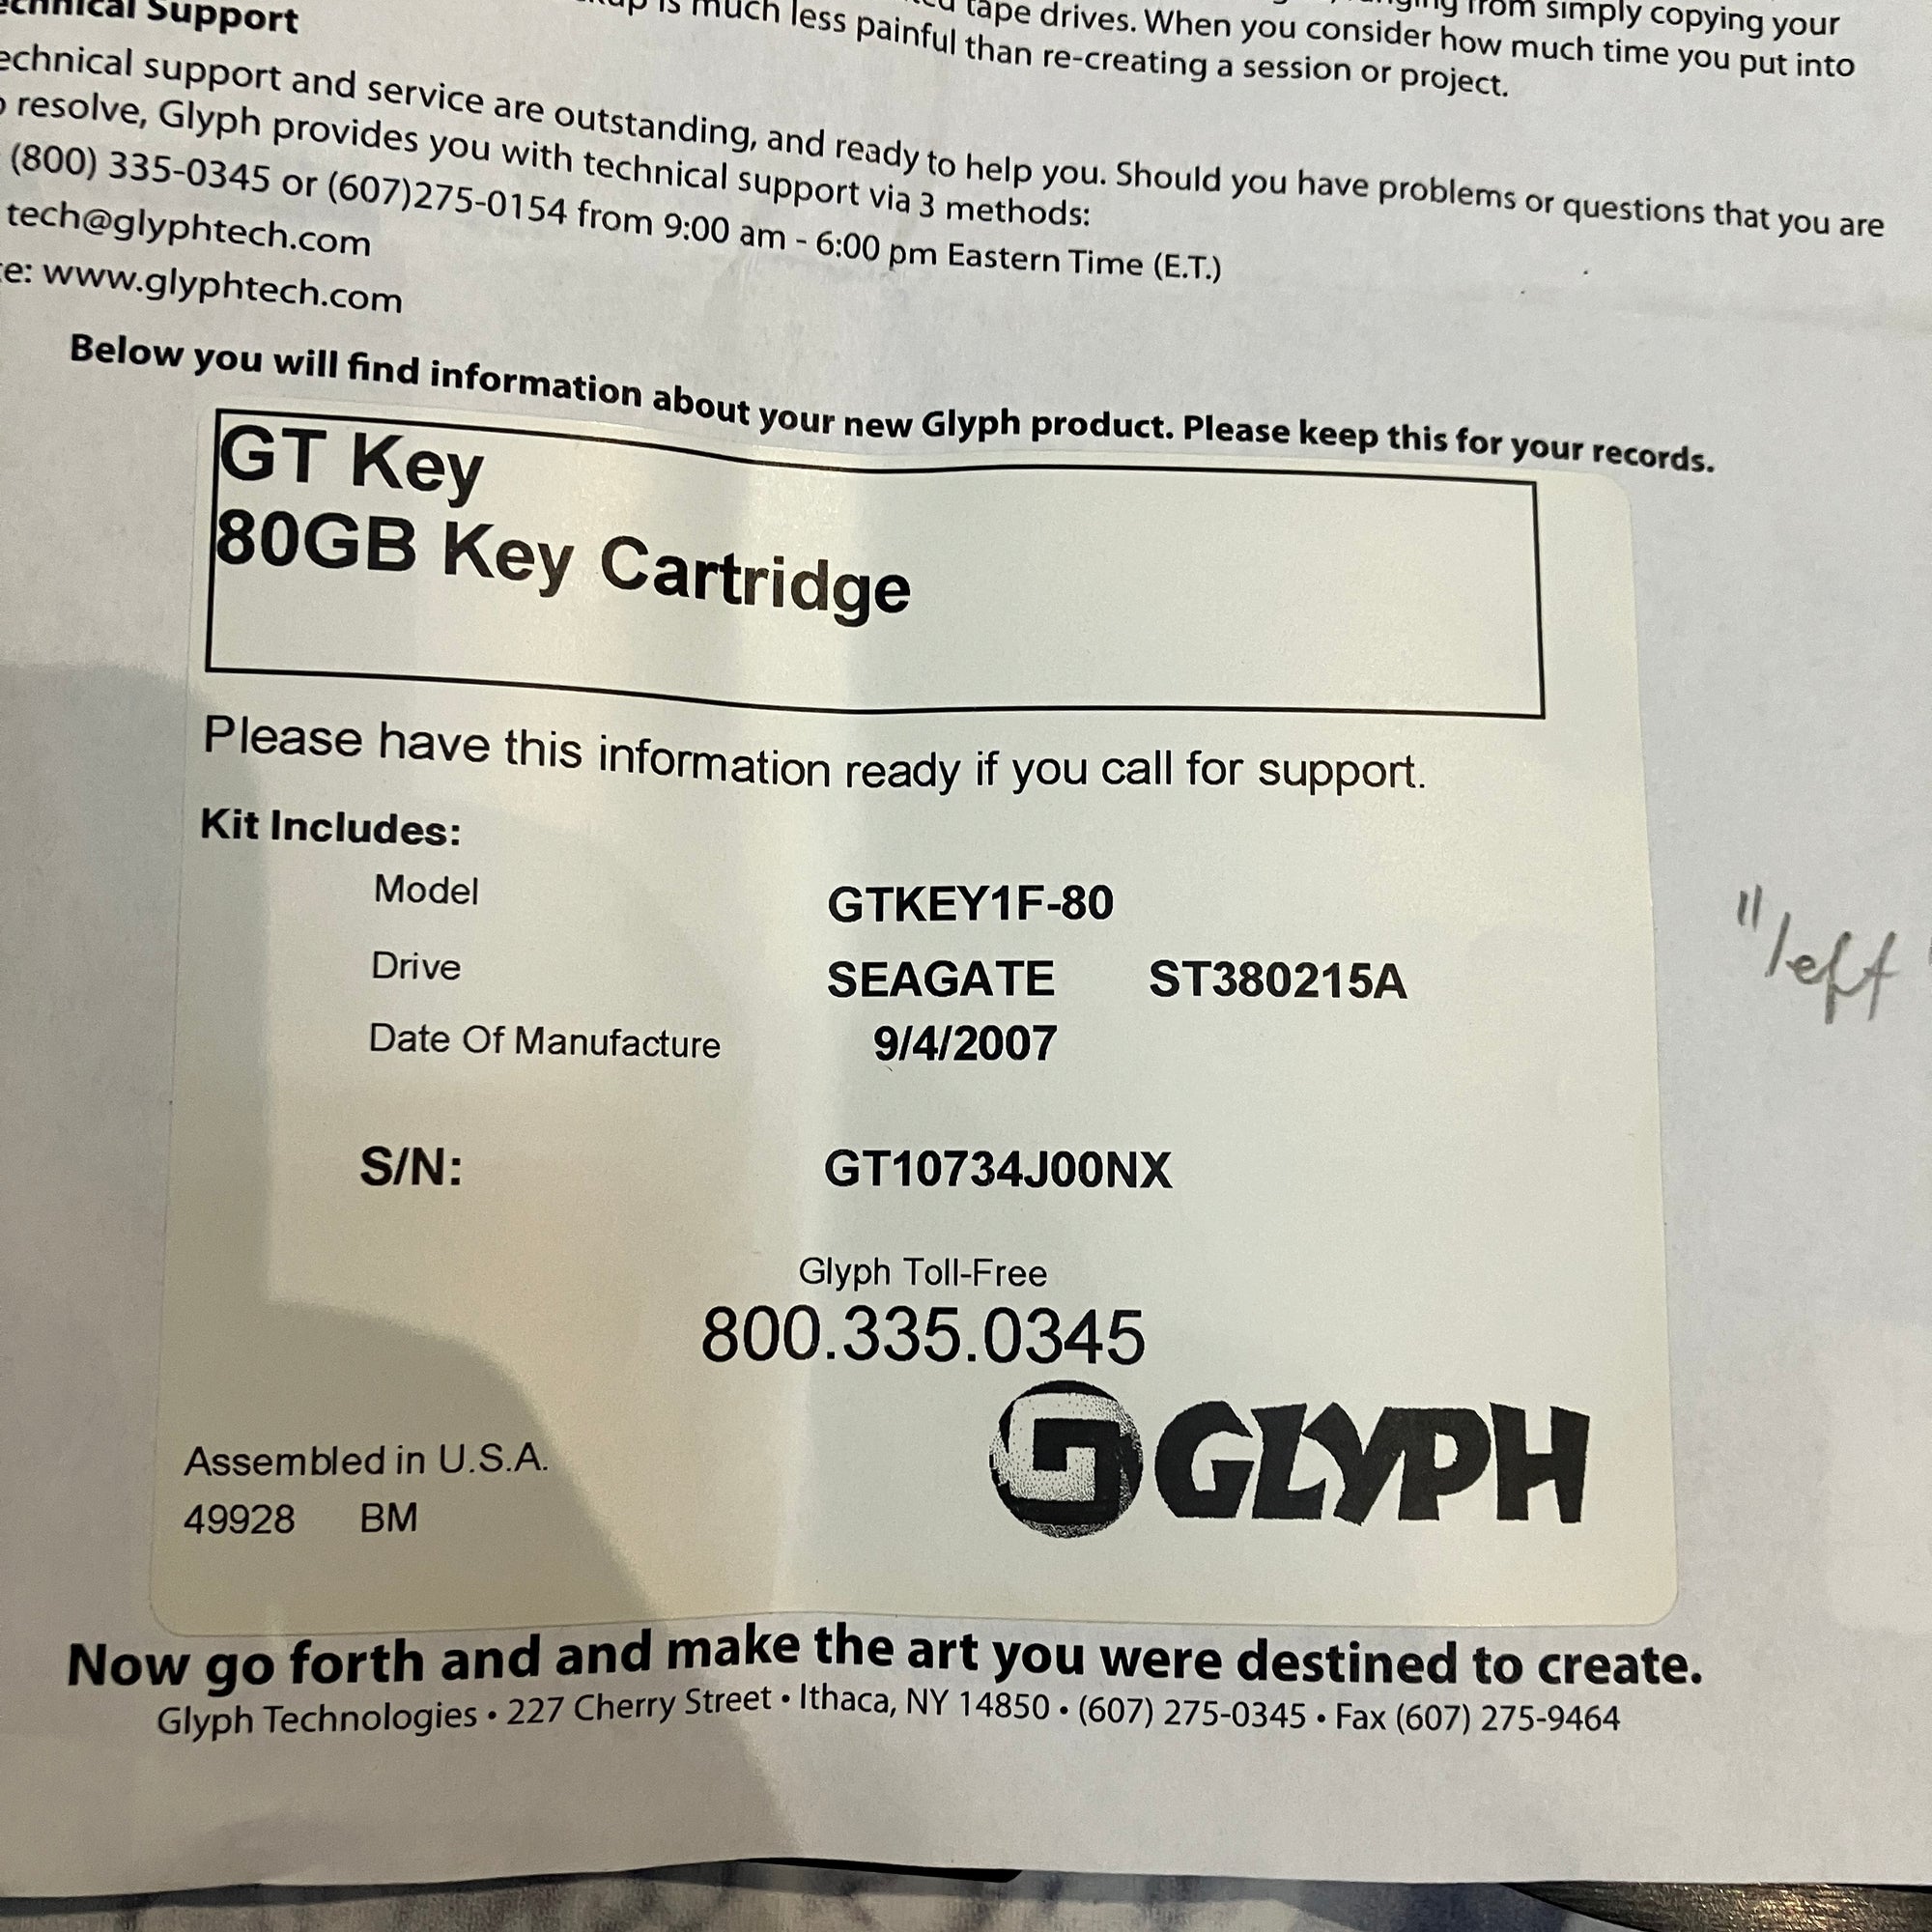 Technical Support
is much less painful than re-creating a session or project.
tape drives. When you consider how much time you put into
from simply copying your
technical support and service are outstanding, and ready to help you. Should you have problems or questions that you are
resolve, Glyph provides you with technical support via 3 methods:
(800) 335-0345 or (607)275-0154 from 9:00 am - 6:00 pm Eastern Time (E.T.)
tech@glyphtech.com
www.glyphtech.com
Below you will find information about your new Glyph product. Please keep this for your records.
GT Key
80GB Key Cartridge
Please have this information ready if you call for support.
Kit Includes:
Model GTKEY1F-80
Drive SEAGATE ST380215A
Date Of Manufacture 9/4/2007
"left
S/N: GT10734J00NX
Glyph Toll-Free
800.335.0345
GLYPH
Assembled in U.S.A.
49928 BM
Now go forth and and make the art you were destined to create.
Glyph Technologies • 227 Cherry Street • Ithaca, NY 14850 • (607) 275-0345 • Fax (607) 275-9464